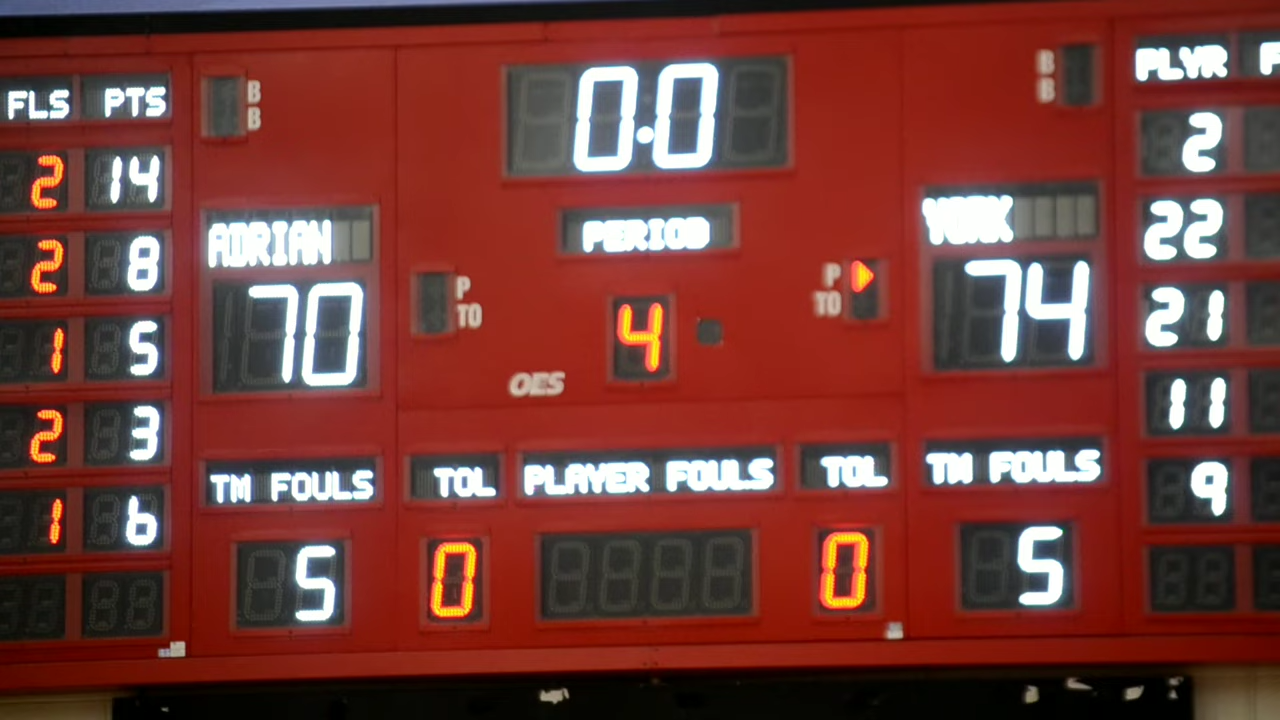 FLS PTS
2 14
2 8
1 5
2 3
1 6
B
B
ADRIAN
70
0.0
PERIOD
P
TO
4
OES
P
TO
B
B
YORK
74
TM FOULS
5
TOL
0
PLAYER FOULS
TOL
0
TM FOULS
5
PLYR
2
22
21
11
9